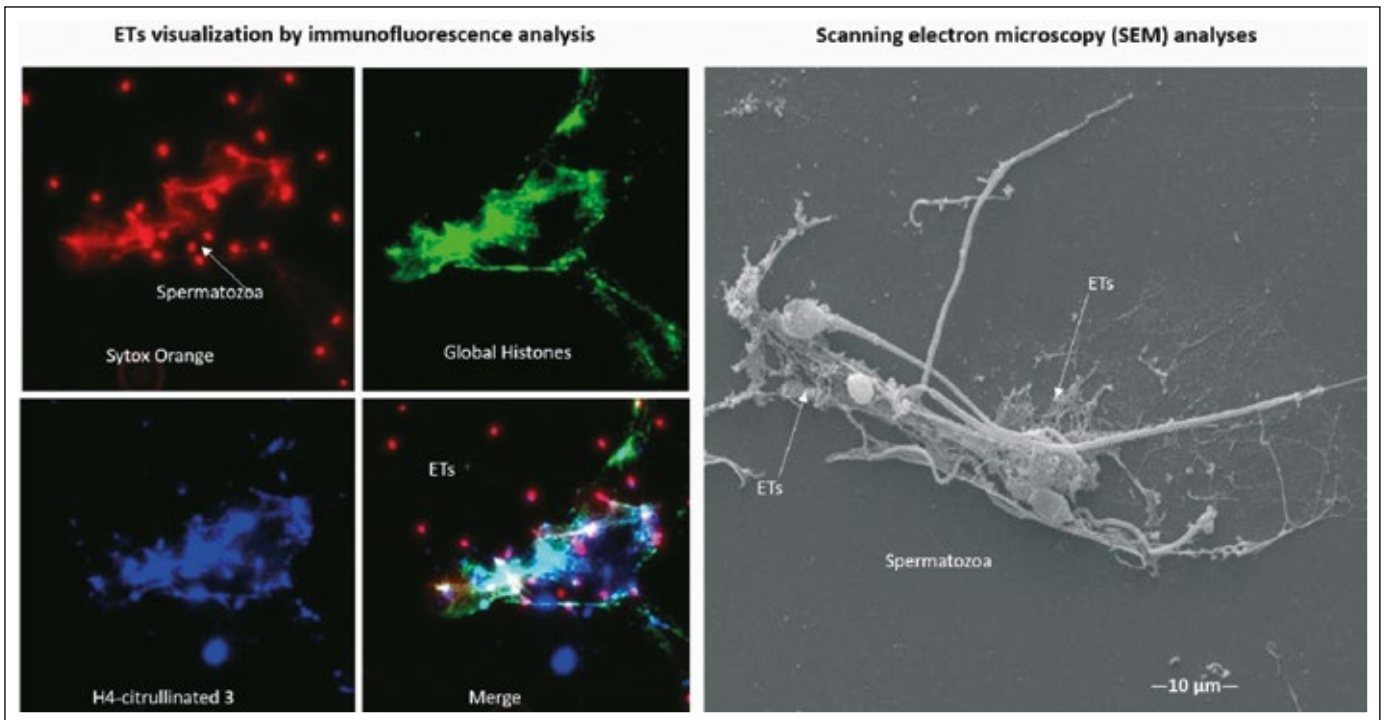 ETs visualization by immunofluorescence analysis
Scanning electron microscopy (SEM) analyses
Spermatozoa
Sytox Orange
Global Histones
ETs
H4-citrullinated 3
Merge
ETs
ETs
Spermatozoa
10 µm